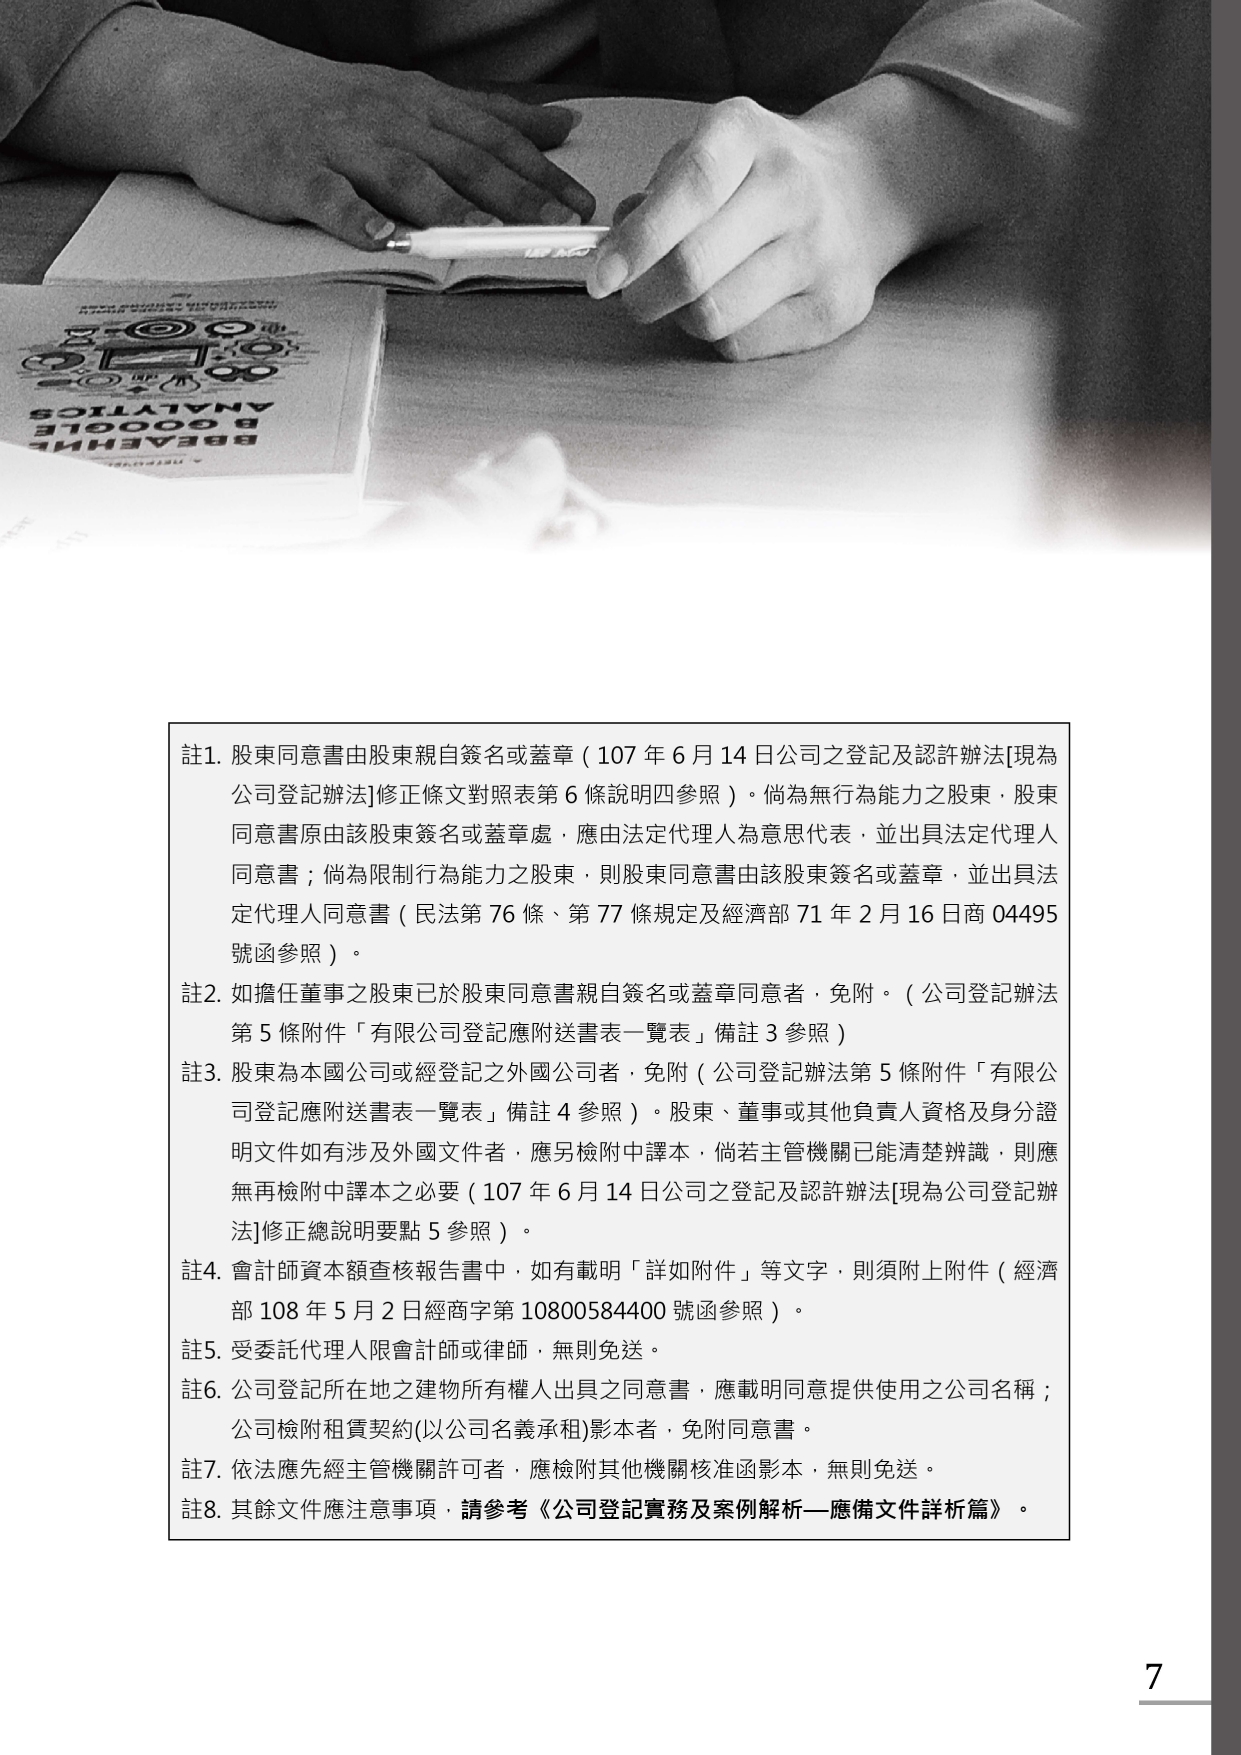 ANALYTICS
В GOOGLE
ВВЕДЕНИЕ
註1. 股東同意書由股東親自簽名或蓋章（107 年 6 月 14 日公司之登記及認許辦法[現為
公司登記辦法]修正條文對照表第 6 條說明四參照）。倘為無行為能力之股東，股東
同意書原由該股東簽名或蓋章處，應由法定代理人為意思代表，並出具法定代理人
同意書；倘為限制行為能力之股東，則股東同意書由該股東簽名或蓋章，並出具法
定代理人同意書（民法第 76 條、第 77 條規定及經濟部 71 年 2 月 16 日商 04495
號函參照）。
註2. 如擔任董事之股東已於股東同意書親自簽名或蓋章同意者，免附。（公司登記辦法
第 5 條附件「有限公司登記應附送書表一覽表」備註 3 參照）
註3. 股東為本國公司或經登記之外國公司者，免附（公司登記辦法第 5 條附件「有限公
司登記應附送書表一覽表」備註 4 參照）。股東、董事或其他負責人資格及身分證
明文件如有涉及外國文件者，應另檢附中譯本，倘若主管機關已能清楚辨識，則應
無再檢附中譯本之必要（107 年 6 月 14 日公司之登記及認許辦法[現為公司登記辦
法]修正總說明要點 5 參照）。
註4. 會計師資本額查核報告書中，如有載明「詳如附件」等文字，則須附上附件（經濟
部 108 年 5 月 2 日經商字第 10800584400 號函參照）。
註5. 受委託代理人限會計師或律師，無則免送。
註6. 公司登記所在地之建物所有權人出具之同意書，應載明同意提供使用之公司名稱；
公司檢附租賃契約(以公司名義承租)影本者，免附同意書。
註7. 依法應先經主管機關許可者，應檢附其他機關核准函影本，無則免送。
註8. 其餘文件應注意事項，請參考《公司登記實務及案例解析—應備文件詳析篇》。
7